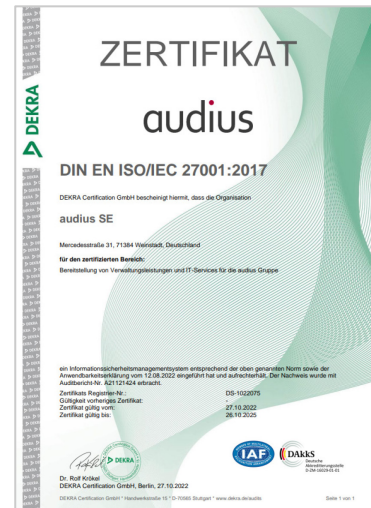 ZERTIFIKAT
DEKRA
audius
DIN EN ISO/IEC 27001:2017
DEKRA Certification GmbH bescheinigt hiermit, dass die Organisation
audius SE
Mercedesstraße 31, 71384 Weinstadt, Deutschland
für den zertifizierten Bereich:
Bereitstellung von Verwaltungsleistungen und IT-Services für die audius Gruppe
ein Informationssicherheitsmanagementsystem entsprechend der oben genannten Norm sowie der
Anwendbarkeitserklärung vom 12.08.2022 eingeführt hat und aufrechterhält. Der Nachweis wurde mit
Auditbericht-Nr. A21121424 erbracht.
Zertifikats Registrier-Nr.: DS-1022075
Gültigkeit vorheriges Zertifikat: -
Zertifikat gültig vom: 27.10.2022
Zertifikat gültig bis: 26.10.2025
DEKRA
IAF
DAkkS
Deutsche
Akkreditierungsstelle
D-ZM-16029-01-01
Dr. Rolf Krökel
DEKRA Certification GmbH, Berlin, 27.10.2022
DEKRA Certification GmbH * Handwerkstraße 15 * D-70565 Stuttgart * www.dekra.de/audits
Seite 1 von 1